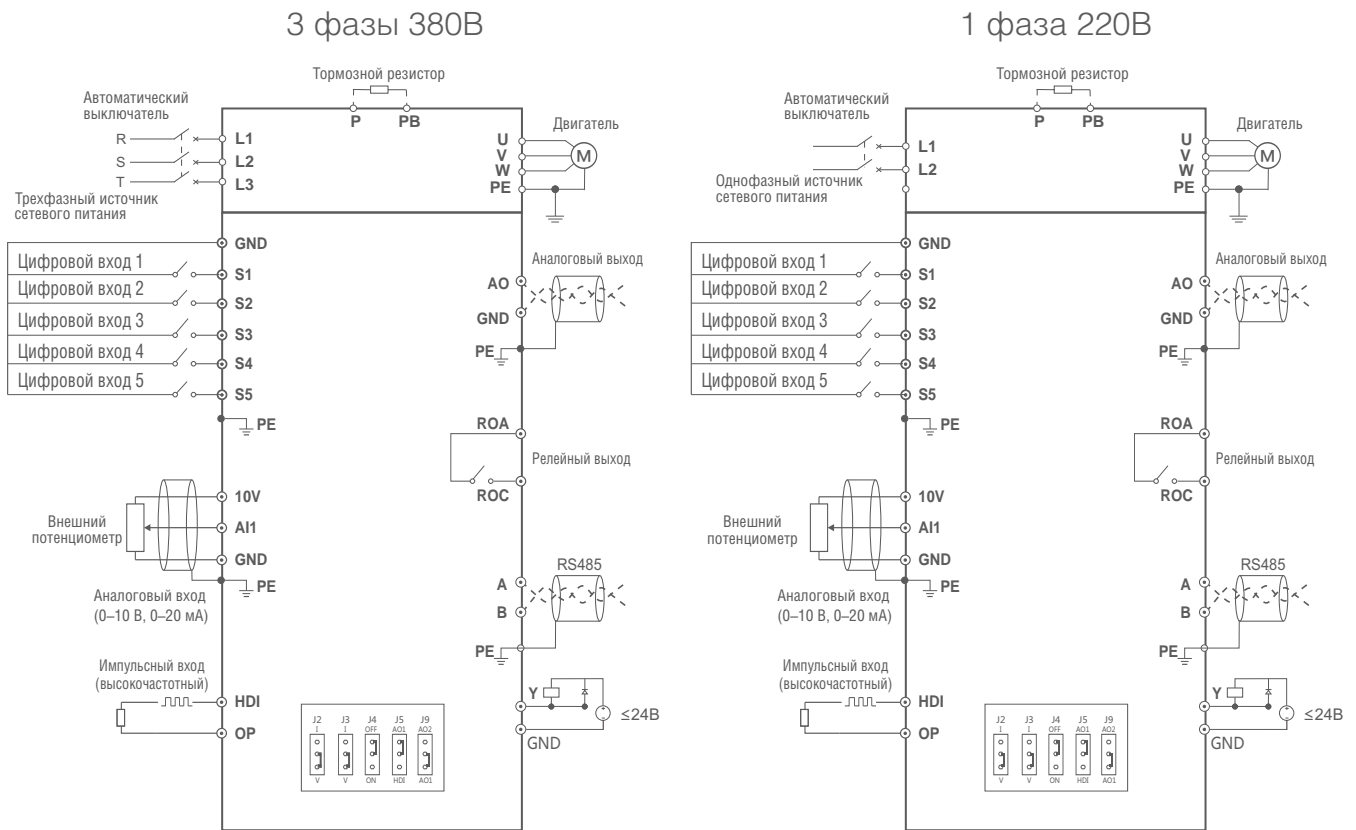 3 фазы 380В
Тормозной резистор
Автоматический
выключатель
P PB
R L1
S L2
T L3
Трехфазный источник
сетевого питания
U
V
W
PE
Двигатель
M
GND
Цифровой вход 1
S1
Цифровой вход 2
S2
Цифровой вход 3
S3
Цифровой вход 4
S4
Цифровой вход 5
S5
PE
Аналоговый выход
AO
GND
PE
ROA
Релейный выход
ROC
10V
Внешний
потенциометр
AI1
GND
PE
Аналоговый вход
(0–10 В, 0–20 мА)
RS485
A
B
PE
Импульсный вход
(высокочастотный)
HDI
OP
J2 J3 J4 J5 J9
I I OFF AO1 AO2
V V ON HDI AO1
Y
≤24В
GND
1 фаза 220В
Тормозной резистор
Автоматический
выключатель
P PB
L1
L2
Однофазный источник
сетевого питания
U
V
W
PE
Двигатель
M
GND
Цифровой вход 1
S1
Цифровой вход 2
S2
Цифровой вход 3
S3
Цифровой вход 4
S4
Цифровой вход 5
S5
PE
Аналоговый выход
AO
GND
PE
ROA
Релейный выход
ROC
10V
Внешний
потенциометр
AI1
GND
PE
Аналоговый вход
(0–10 В, 0–20 мА)
RS485
A
B
PE
Импульсный вход
(высокочастотный)
HDI
OP
J2 J3 J4 J5 J9
I I OFF AO1 AO2
V V ON HDI AO1
Y
≤24В
GND